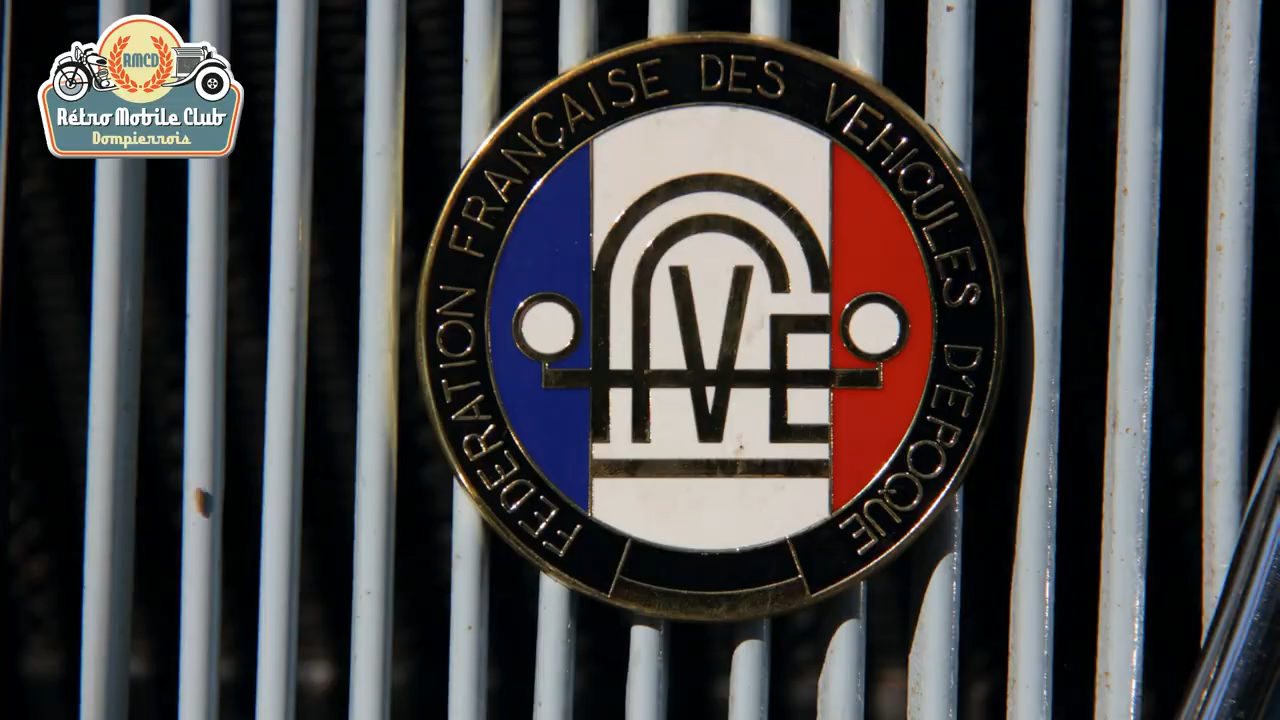 RMCD
Rétro Mobile Club
Dompierrois
FEDERATION FRANÇAISE DES VEHICULES D'EPOQUE
FFVE